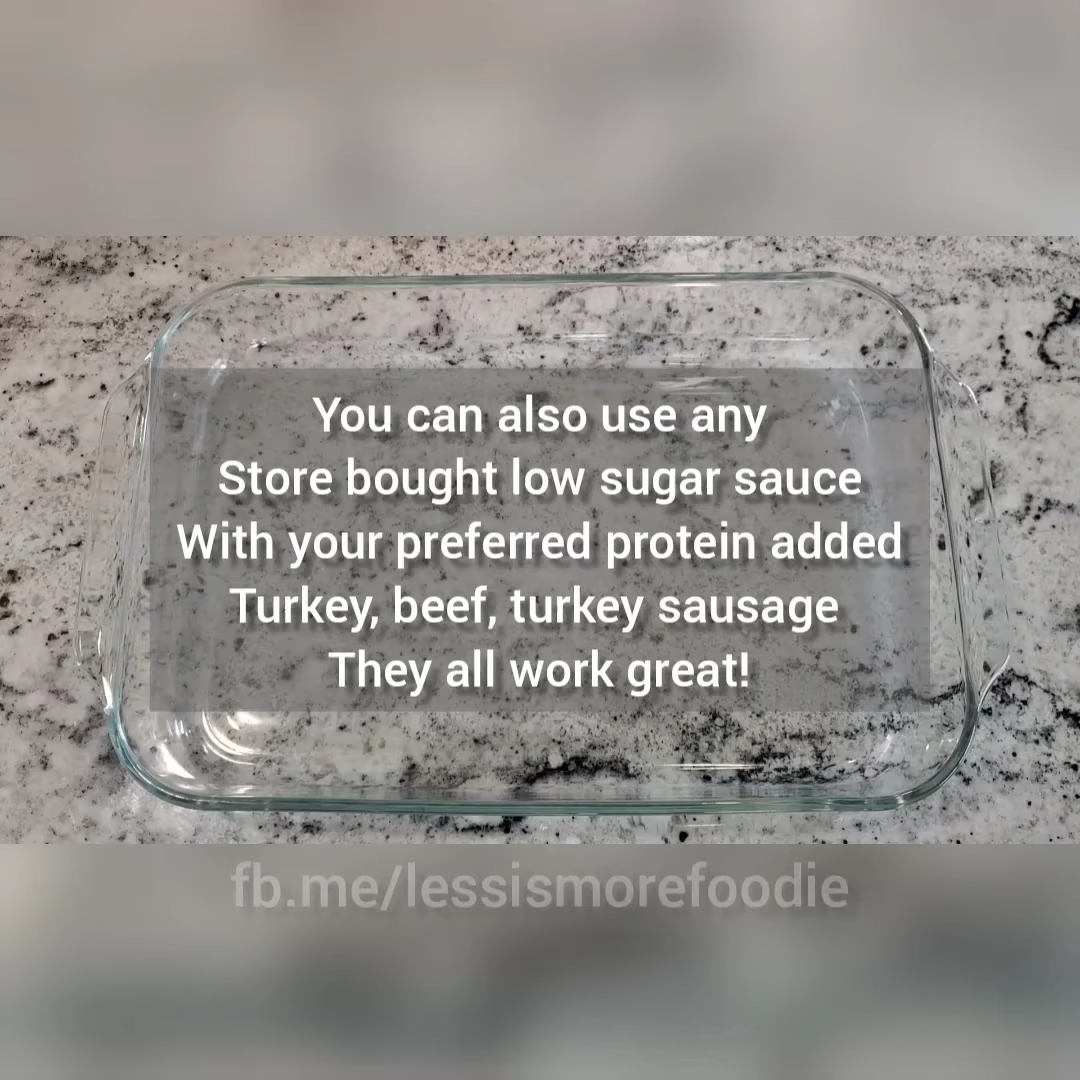 You can also use any
Store bought low sugar sauce
With your preferred protein added
Turkey, beef, turkey sausage
They all work great!
fb.me/lessismorefoodie